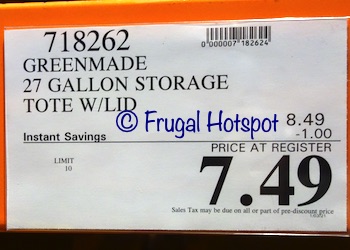 718262
0000007182624
GREENMADE
27 GALLON STORAGE
TOTE W/LID
© Frugal Hotspot
8.49
Instant Savings -1.00
PRICE AT REGISTER
LIMIT
10
7.49
Sales Tax may be due on all or part of pre-discount price